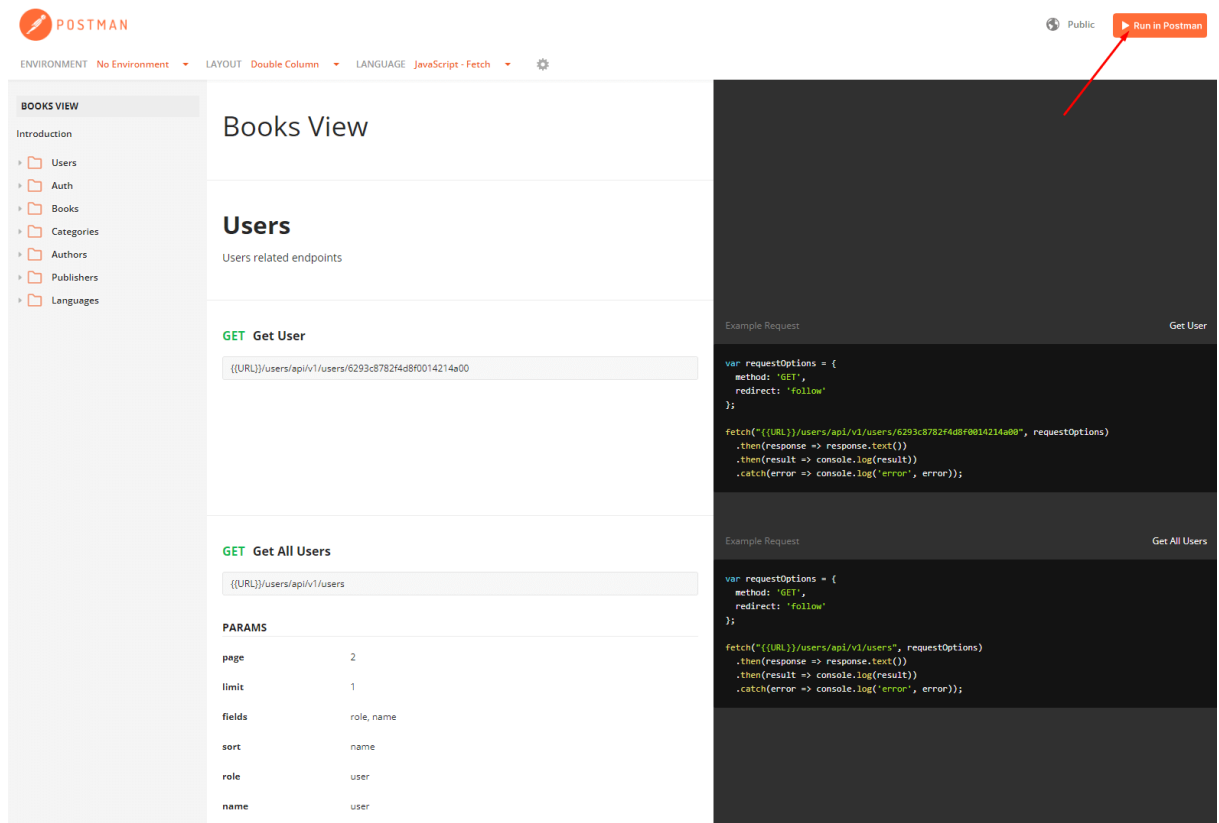 POSTMAN
Public
Run in Postman
ENVIRONMENT No Environment LAYOUT Double Column LANGUAGE JavaScript - Fetch
BOOKS VIEW
Introduction
Users
Auth
Books
Categories
Authors
Publishers
Languages
Books View
Users
Users related endpoints
GET Get User
{{URL}}/users/api/v1/users/6293c8782f4d8f0014214a00
Example Request Get User
var requestOptions = {
  method: 'GET',
  redirect: 'follow'
};
fetch("{{URL}}/users/api/v1/users/6293c8782f4d8f0014214a00", requestOptions)
  .then(response => response.text())
  .then(result => console.log(result))
  .catch(error => console.log('error', error));
GET Get All Users
{{URL}}/users/api/v1/users
PARAMS
page 2
limit 1
fields role, name
sort name
role user
name user
Example Request Get All Users
var requestOptions = {
  method: 'GET',
  redirect: 'follow'
};
fetch("{{URL}}/users/api/v1/users", requestOptions)
  .then(response => response.text())
  .then(result => console.log(result))
  .catch(error => console.log('error', error));